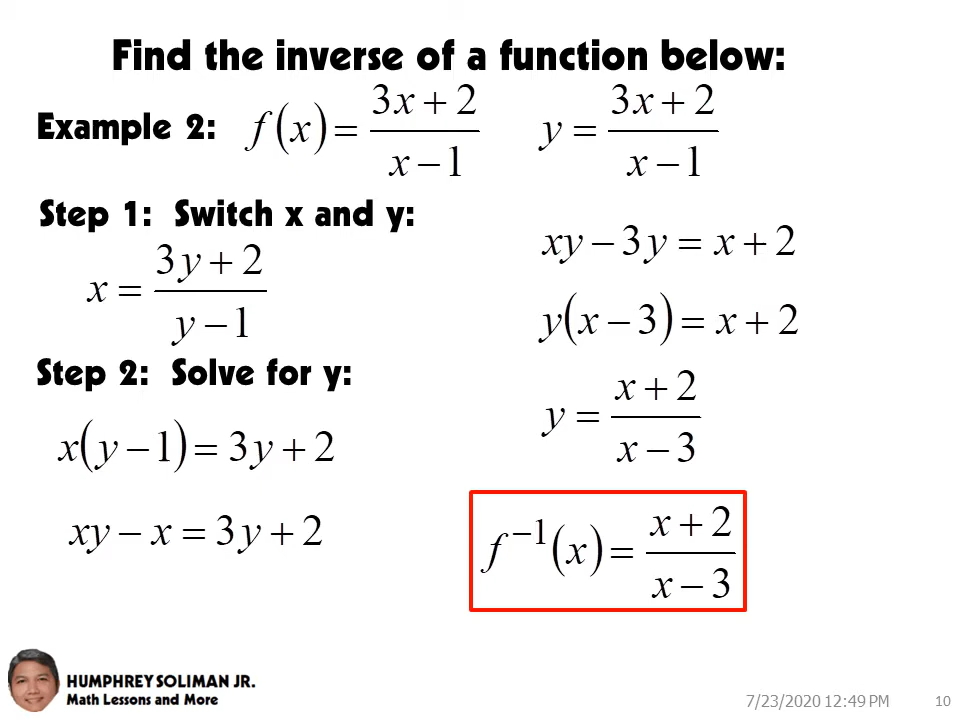 Find the inverse of a function below:
Example 2: f(x) = (3x + 2)/(x − 1) y = (3x + 2)/(x − 1)
Step 1: Switch x and y:
x = (3y + 2)/(y − 1)
Step 2: Solve for y:
x(y − 1) = 3y + 2
xy − x = 3y + 2
xy − 3y = x + 2
y(x − 3) = x + 2
y = (x + 2)/(x − 3)
f⁻¹(x) = (x + 2)/(x − 3)
HUMPHREY SOLIMAN JR.
Math Lessons and More
7/23/2020 12:49 PM
10